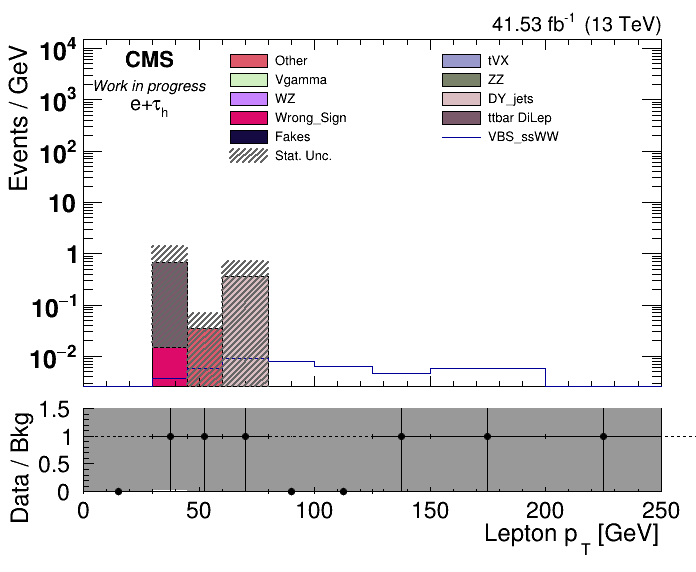 41.53 fb⁻¹ (13 TeV)
Events / GeV
10⁴
10³
10²
10
1
10⁻¹
10⁻²
CMS
Work in progress
e+τₕ
Other
Vgamma
WZ
Wrong_Sign
Fakes
Stat. Unc.
tVX
ZZ
DY_jets
ttbar DiLep
VBS_ssWW
Data / Bkg
1.5
1
0.5
0
0 50 100 150 200 250
Lepton p_T [GeV]